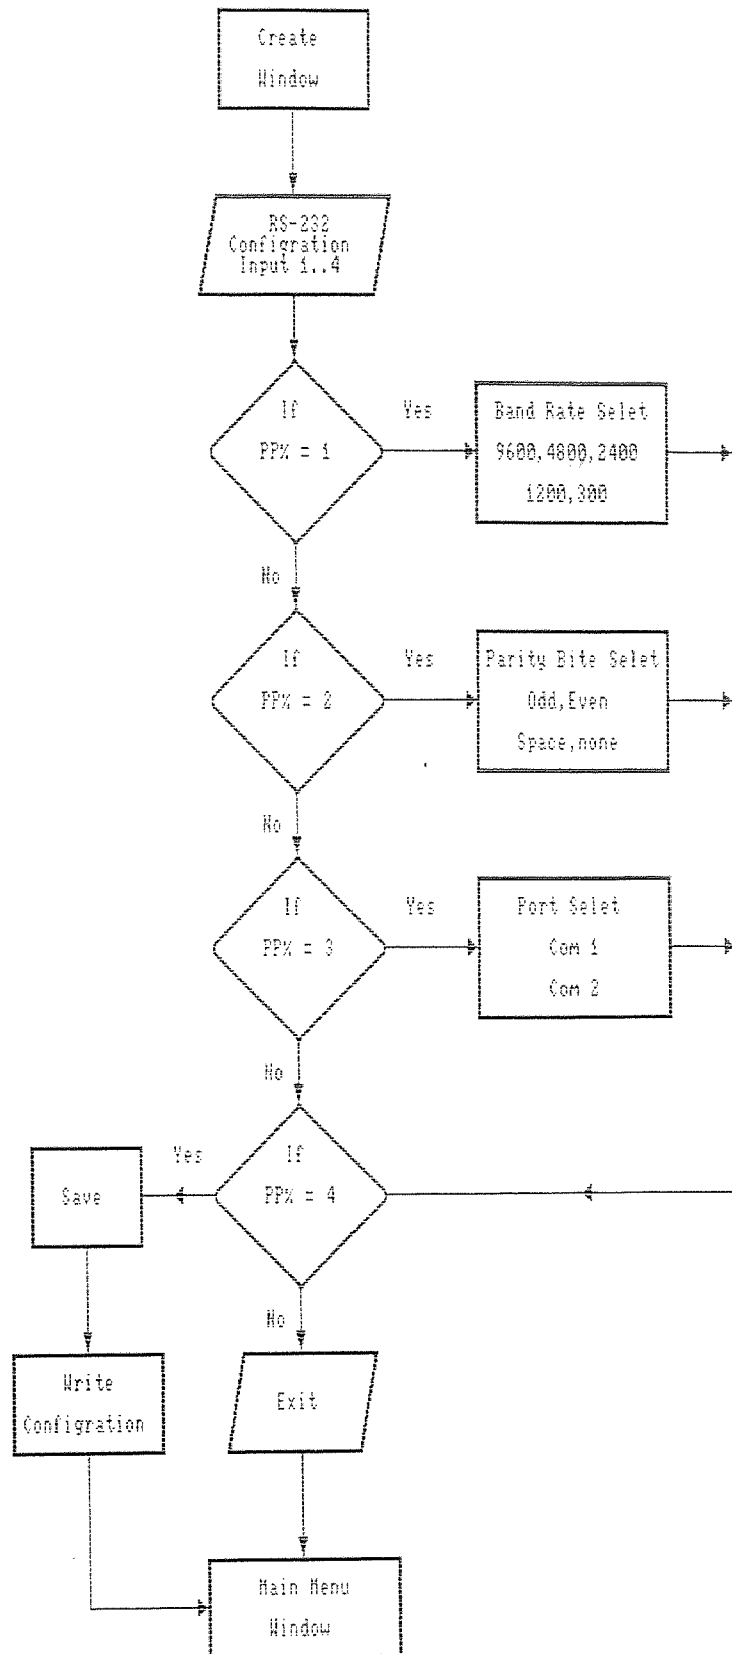 Create
Window
RS-232
Configration
Input 1..4
If
PP% = 1
Yes
Band Rate Selet
9600,4800,2400
1200,300
No
If
PP% = 2
Yes
Parity Bite Selet
Odd,Even
Space,none
No
If
PP% = 3
Yes
Port Selet
Com 1
Com 2
No
If
PP% = 4
Yes
Save
No
Write
Configration
Exit
Main Menu
Window